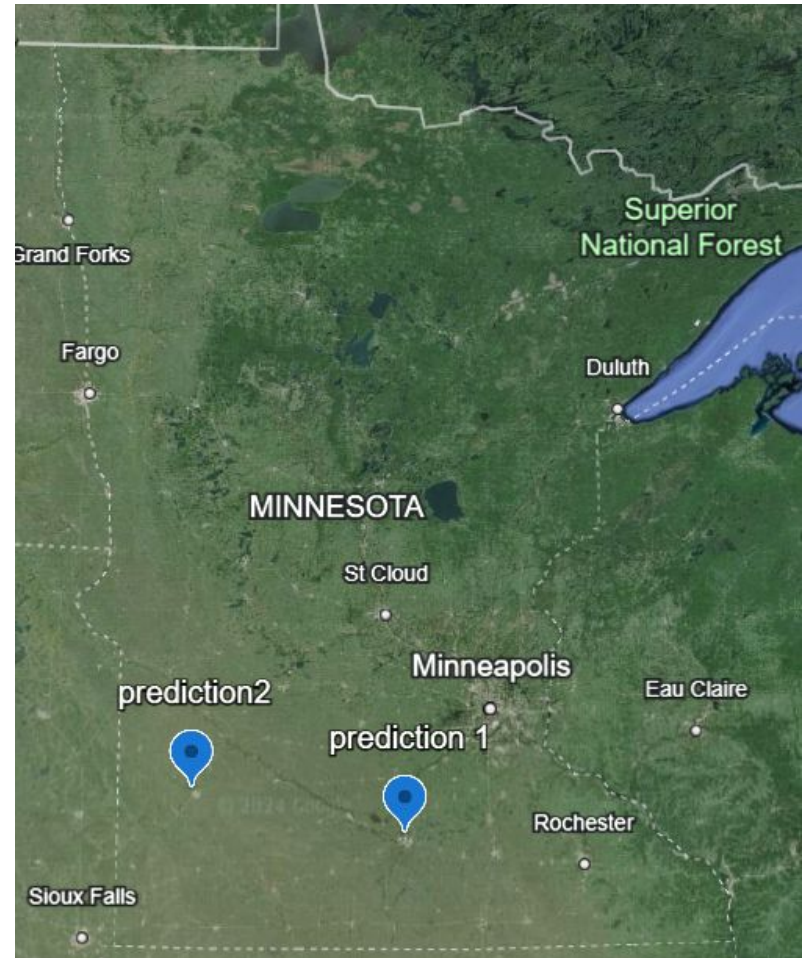 Superior
National Forest
Grand Forks
Fargo
Duluth
MINNESOTA
St Cloud
Minneapolis
prediction2
Eau Claire
prediction 1
Rochester
Sioux Falls